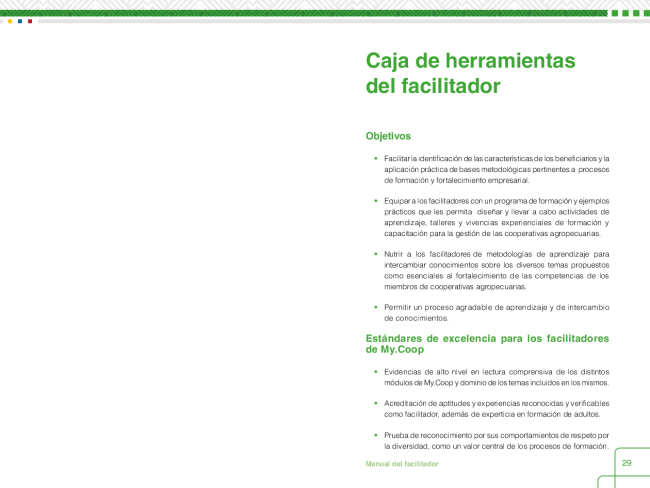 Caja de herramientas
del facilitador
Objetivos
• Facilitar la identificación de las características de los beneficiarios y la
aplicación práctica de bases metodológicas pertinentes a procesos
de formación y fortalecimiento empresarial.
• Equipar a los facilitadores con un programa de formación y ejemplos
prácticos que les permita diseñar y llevar a cabo actividades de
aprendizaje, talleres y vivencias experienciales de formación y
capacitación para la gestión de las cooperativas agropecuarias.
• Nutrir a los facilitadores de metodologías de aprendizaje para
intercambiar conocimientos sobre los diversos temas propuestos
como esenciales al fortalecimiento de las competencias de los
miembros de cooperativas agropecuarias.
• Permitir un proceso agradable de aprendizaje y de intercambio
de conocimientos.
Estándares de excelencia para los facilitadores
de My.Coop
• Evidencias de alto nivel en lectura comprensiva de los distintos
módulos de My.Coop y dominio de los temas incluidos en los mismos.
• Acreditación de aptitudes y experiencias reconocidas y verificables
como facilitador, además de experticia en formación de adultos.
• Prueba de reconocimiento por sus comportamientos de respeto por
la diversidad, como un valor central de los procesos de formación.
Manual del facilitador
29